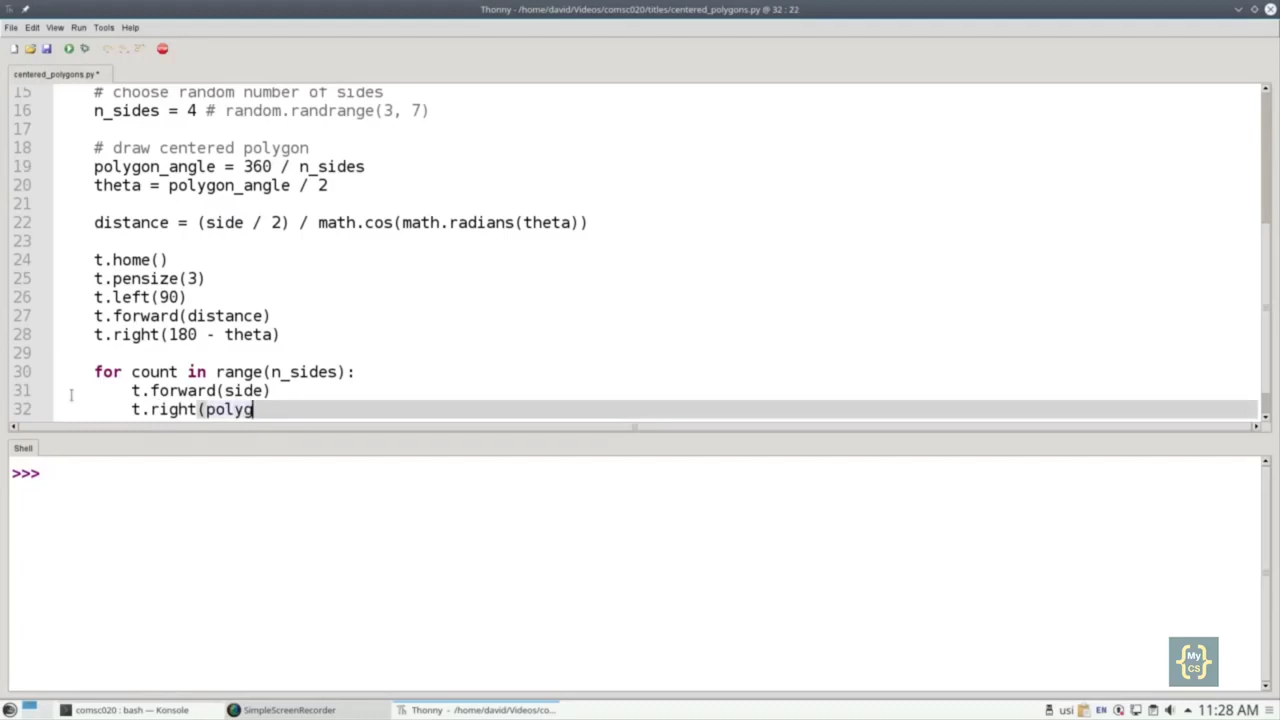 Thonny - /home/david/Videos/comsc020/titles/centered_polygons.py @ 32 : 22
File Edit View Run Tools Help
centered_polygons.py *
15 # choose random number of sides
16 n_sides = 4 # random.randrange(3, 7)
17
18 # draw centered polygon
19 polygon_angle = 360 / n_sides
20 theta = polygon_angle / 2
21
22 distance = (side / 2) / math.cos(math.radians(theta))
23
24 t.home()
25 t.pensize(3)
26 t.left(90)
27 t.forward(distance)
28 t.right(180 - theta)
29
30 for count in range(n_sides):
31 t.forward(side)
32 t.right(polyg
Shell
>>>
{My CS}
comsc020 : bash — Konsole SimpleScreenRecorder Thonny - /home/david/Videos/co... usi EN 11:28 AM